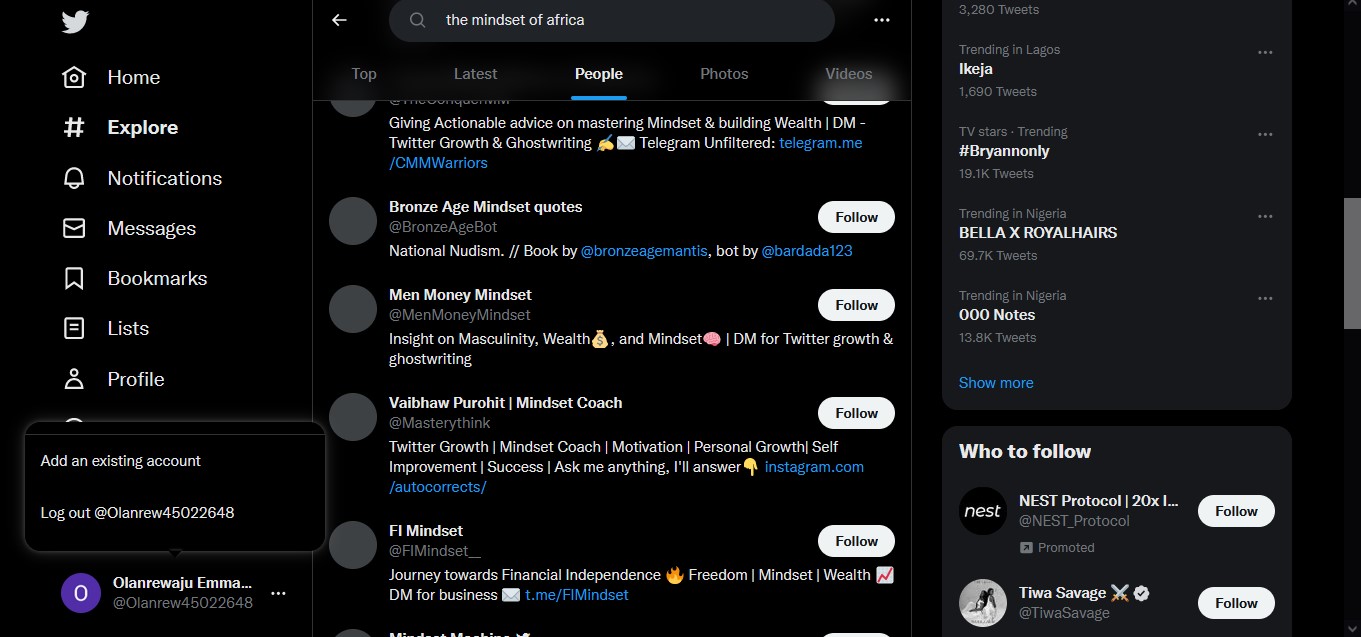 Home
Explore
Notifications
Messages
Bookmarks
Lists
Profile
Add an existing account
Log out @Olanrew45022648
O
Olanrewaju Emma...
@Olanrew45022648
the mindset of africa
Top
Latest
People
Photos
Videos
@TheConquerMM
Giving Actionable advice on mastering Mindset & building Wealth | DM -
Twitter Growth & Ghostwriting ✍️✉️ Telegram Unfiltered: telegram.me
/CMMWarriors
Bronze Age Mindset quotes
@BronzeAgeBot
Follow
National Nudism. // Book by @bronzeagemantis, bot by @bardada123
Men Money Mindset
@MenMoneyMindset
Follow
Insight on Masculinity, Wealth💰, and Mindset🧠 | DM for Twitter growth &
ghostwriting
Vaibhaw Purohit | Mindset Coach
@Masterythink
Follow
Twitter Growth | Mindset Coach | Motivation | Personal Growth| Self
Improvement | Success | Ask me anything, I'll answer👇 instagram.com
/autocorrects/
FI Mindset
@FIMindset__
Follow
Journey towards Financial Independence 🔥 Freedom | Mindset | Wealth 📈
DM for business ✉️ t.me/FIMindset
Mindset Machine
3,280 Tweets
Trending in Lagos
Ikeja
1,690 Tweets
TV stars · Trending
#Bryannonly
19.1K Tweets
Trending in Nigeria
BELLA X ROYALHAIRS
69.7K Tweets
Trending in Nigeria
000 Notes
13.8K Tweets
Show more
Who to follow
nest
NEST Protocol | 20x I...
@NEST_Protocol
Follow
Promoted
Tiwa Savage ⚔️
@TiwaSavage
Follow